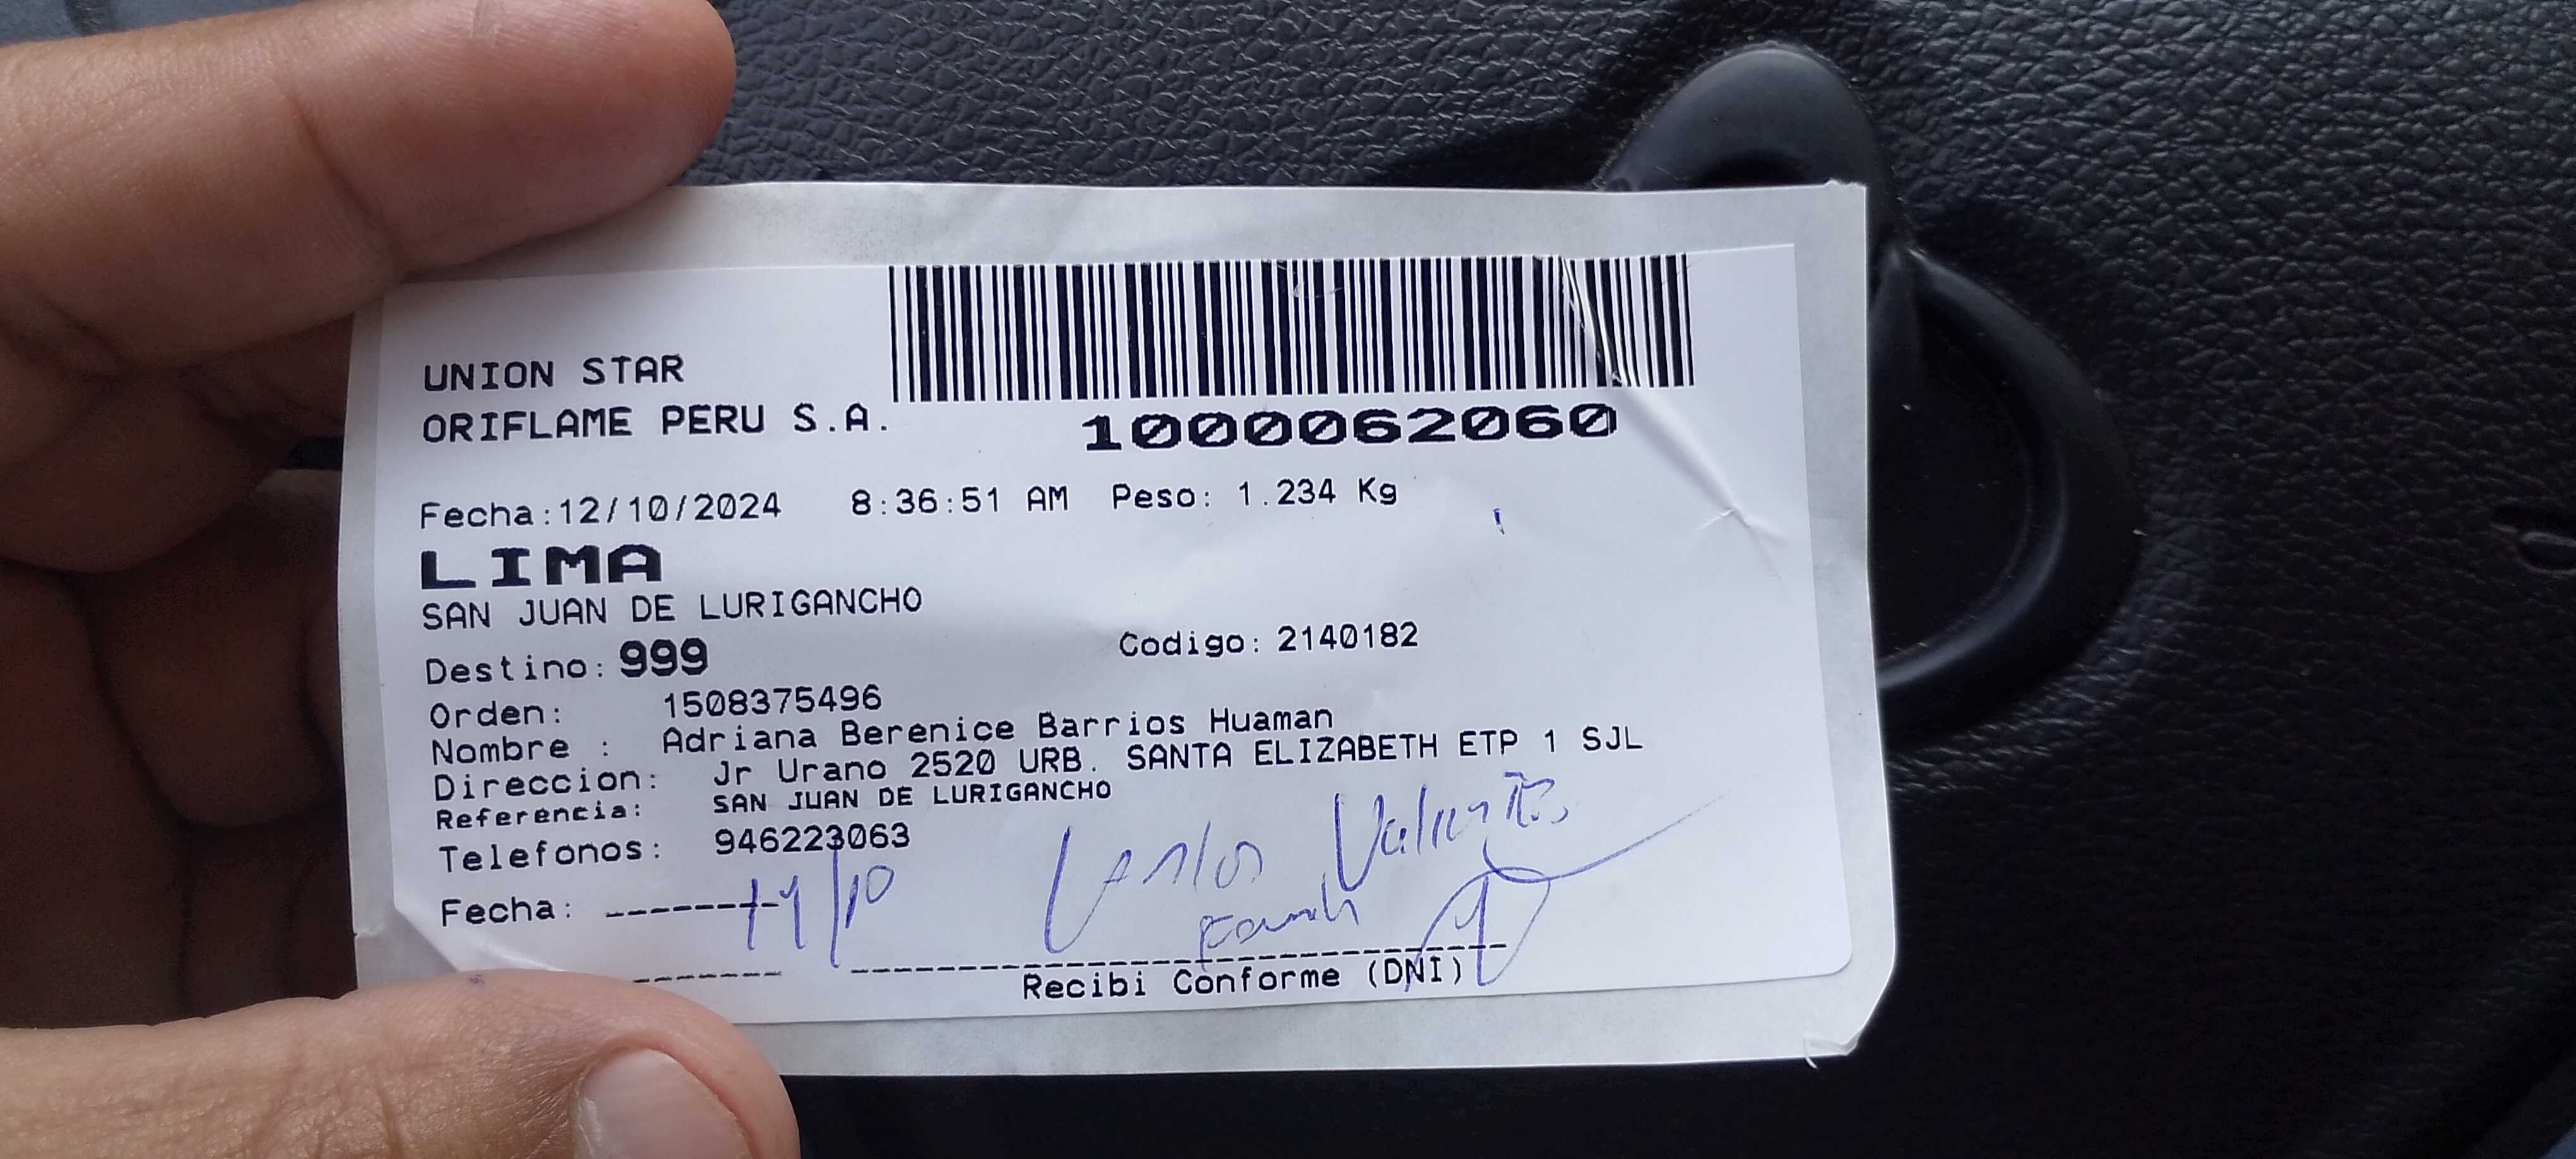 UNION STAR
ORIFLAME PERU S.A.
1000062060
Fecha:12/10/2024 8:36:51 AM Peso: 1.234 Kg
LIMA
SAN JUAN DE LURIGANCHO
Destino: 999 Codigo: 2140182
Orden: 1508375496
Nombre : Adriana Berenice Barrios Huaman
Direccion: Jr Urano 2520 URB. SANTA ELIZABETH ETP 1 SJL
Referencia: SAN JUAN DE LURIGANCHO
Telefonos: 946223063
Carlos
Fecha: -------- /10
Recibi Conforme (DNI)